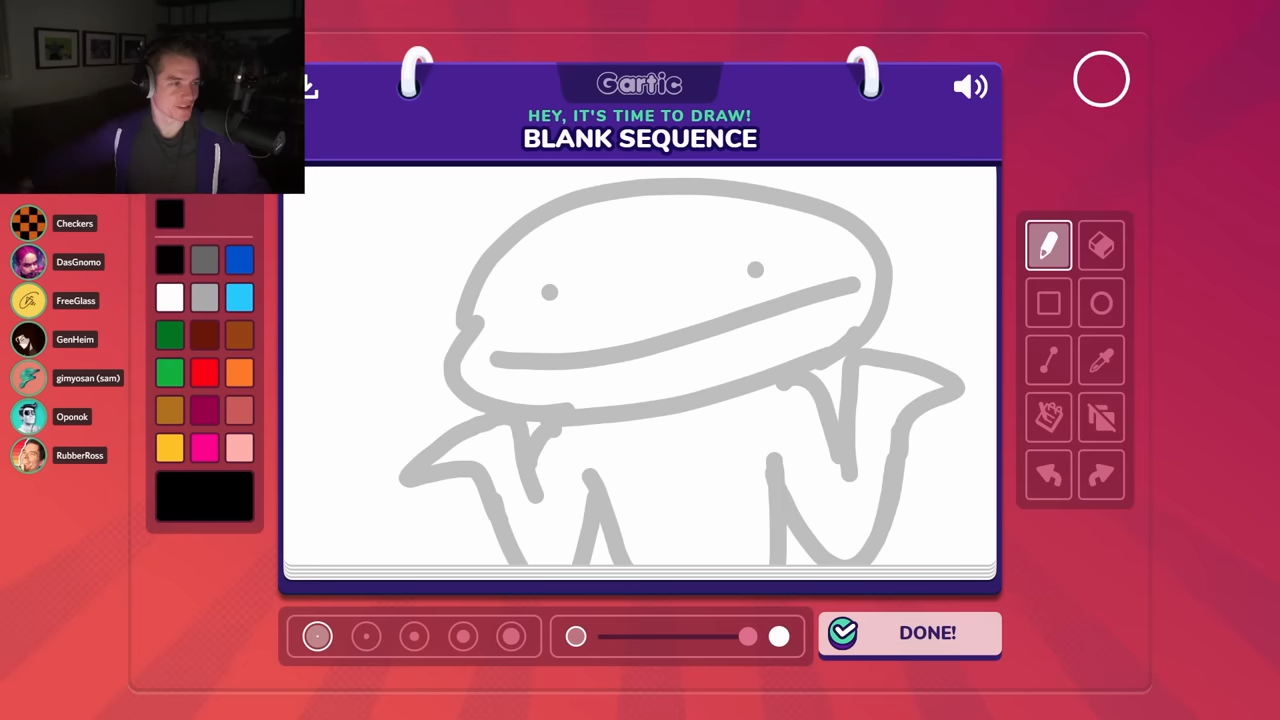 Gartic
HEY, IT'S TIME TO DRAW!
BLANK SEQUENCE
Checkers
DasGnomo
FreeGlass
GenHeim
gimyosan (sam)
Oponok
RubberRoss
DONE!